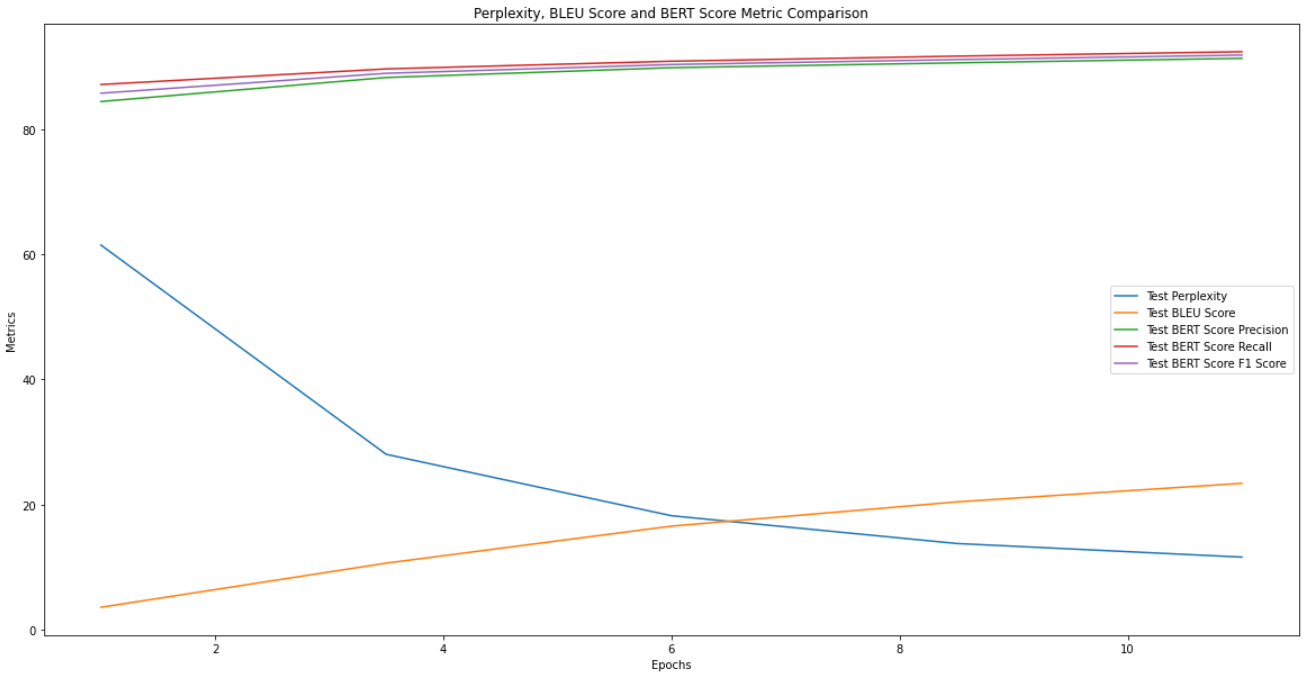 Perplexity, BLEU Score and BERT Score Metric Comparison
80
60
40
20
0
Metrics
2
4
6
8
10
Epochs
Test Perplexity
Test BLEU Score
Test BERT Score Precision
Test BERT Score Recall
Test BERT Score F1 Score